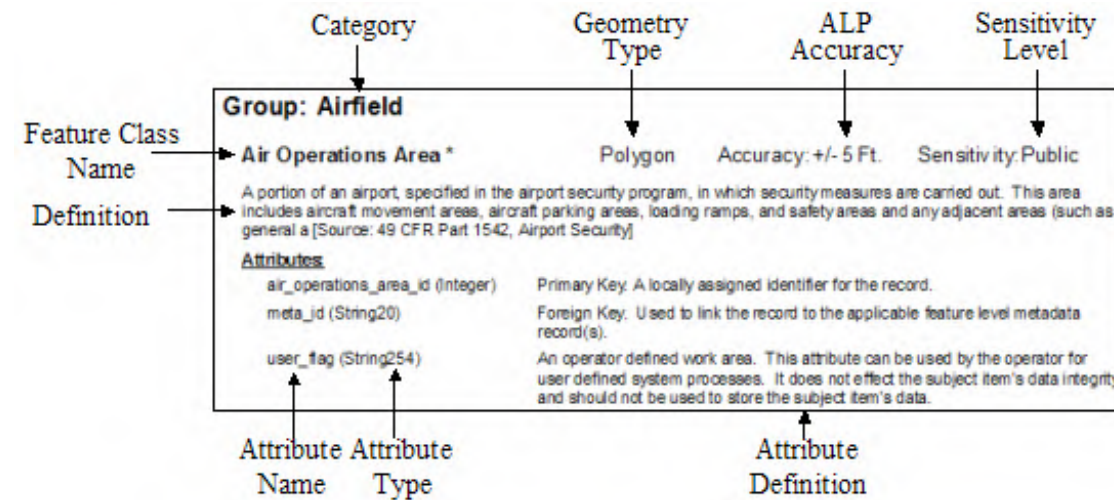 Category
Geometry
Type
ALP
Accuracy
Sensitivity
Level
Group: Airfield
Feature Class
Name
Air Operations Area * Polygon Accuracy: +/- 5 Ft. Sensitivity: Public
Definition
A portion of an airport, specified in the airport security program, in which security measures are carried out. This area
includes aircraft movement areas, aircraft parking areas, loading ramps, and safety areas and any adjacent areas (such as
general a [Source: 49 CFR Part 1542, Airport Security]
Attributes:
air_operations_area_id (Integer) Primary Key. A locally assigned identifier for the record.
meta_id (String20) Foreign Key. Used to link the record to the applicable feature level metadata
record(s).
user_flag (String254) An operator defined work area. This attribute can be used by the operator for
user defined system processes. It does not effect the subject item's data integrity
and should not be used to store the subject item's data.
Attribute
Name
Attribute
Type
Attribute
Definition